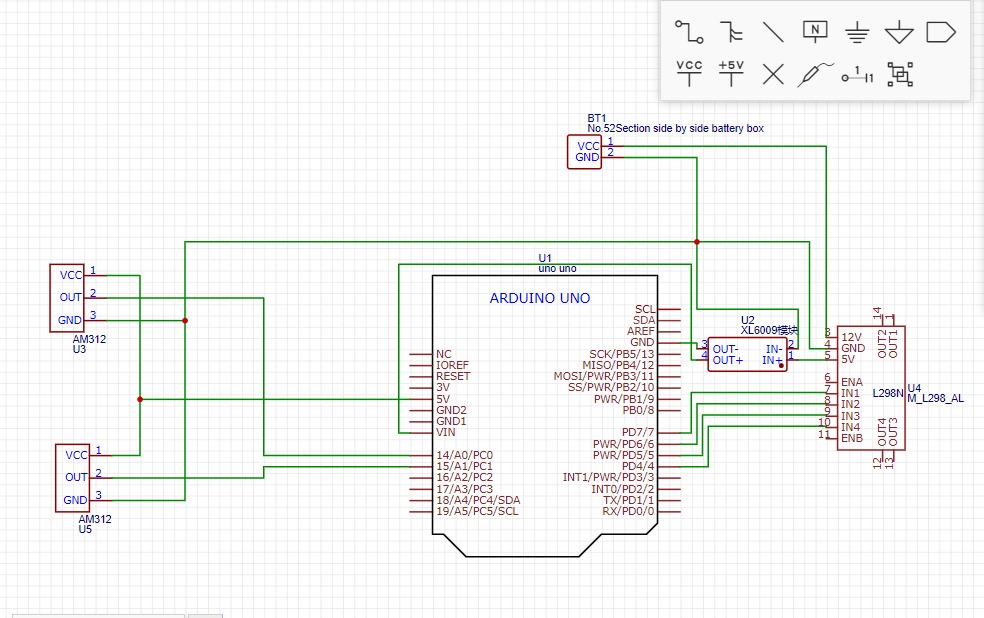 N
VCC
+5V
1
1
BT1
No.52Section side by side battery box
VCC 1
GND 2
U1
uno uno
ARDUINO UNO
VCC 1
OUT 2
GND 3
AM312
U3
VCC 1
OUT 2
GND 3
AM312
U5
NC
IOREF
RESET
3V
5V
GND2
GND1
VIN
14/A0/PC0
15/A1/PC1
16/A2/PC2
17/A3/PC3
18/A4/PC4/SDA
19/A5/PC5/SCL
SCL
SDA
AREF
GND
SCK/PB5/13
MISO/PB4/12
MOSI/PWR/PB3/11
SS/PWR/PB2/10
PWR/PB1/9
PB0/8
PD7/7
PWR/PD6/6
PWR/PD5/5
PD4/4
INT1/PWR/PD3/3
INT0/PD2/2
TX/PD1/1
RX/PD0/0
U2
XL6009模块
3 OUT- IN- 2
4 OUT+ IN+ 1
14 1
OUT2 OUT1
3 12V
4 GND
5 5V
6 ENA
7 IN1
8 IN2
9 IN3
10 IN4
11 ENB
L298N
U4
M_L298_AL
OUT4 OUT3
12 13